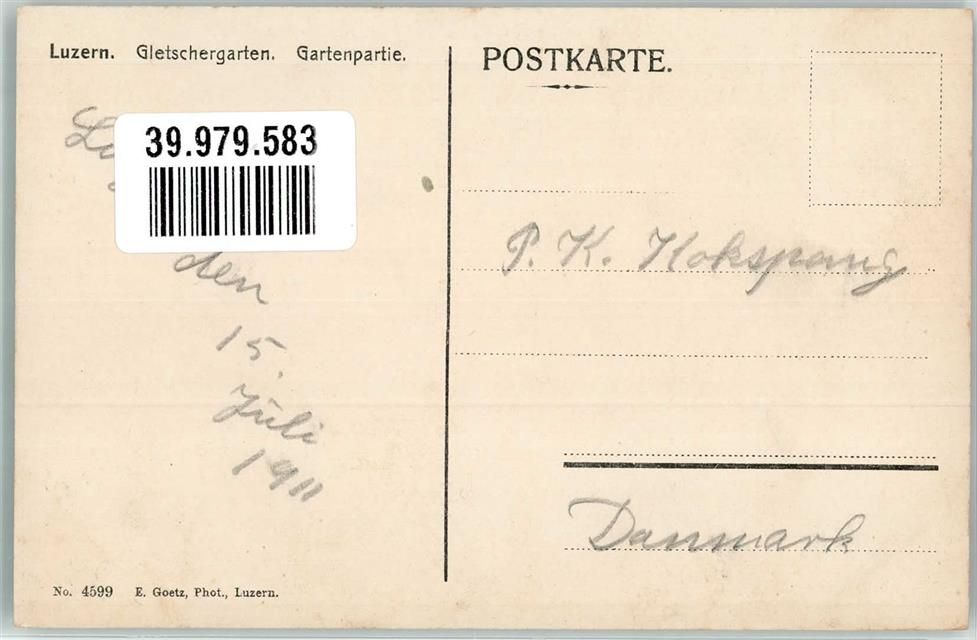 Luzern. Gletschergarten. Gartenpartie.
POSTKARTE.
39.979.583
den
15.
Juli
1911
P. K. Hokspang
Danmark
No. 4599 E. Goetz, Phot., Luzern.